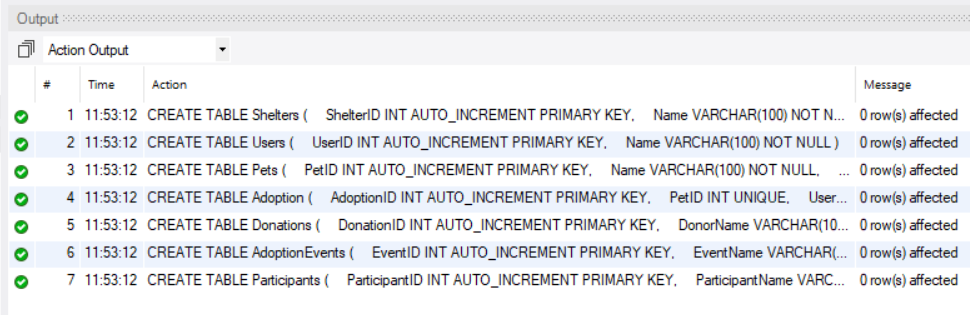 Output
Action Output
# Time Action Message
1 11:53:12 CREATE TABLE Shelters ( ShelterID INT AUTO_INCREMENT PRIMARY KEY, Name VARCHAR(100) NOT N... 0 row(s) affected
2 11:53:12 CREATE TABLE Users ( UserID INT AUTO_INCREMENT PRIMARY KEY, Name VARCHAR(100) NOT NULL ) 0 row(s) affected
3 11:53:12 CREATE TABLE Pets ( PetID INT AUTO_INCREMENT PRIMARY KEY, Name VARCHAR(100) NOT NULL, ... 0 row(s) affected
4 11:53:12 CREATE TABLE Adoption ( AdoptionID INT AUTO_INCREMENT PRIMARY KEY, PetID INT UNIQUE, User... 0 row(s) affected
5 11:53:12 CREATE TABLE Donations ( DonationID INT AUTO_INCREMENT PRIMARY KEY, DonorName VARCHAR(10... 0 row(s) affected
6 11:53:12 CREATE TABLE AdoptionEvents ( EventID INT AUTO_INCREMENT PRIMARY KEY, EventName VARCHAR(... 0 row(s) affected
7 11:53:12 CREATE TABLE Participants ( ParticipantID INT AUTO_INCREMENT PRIMARY KEY, ParticipantName VARC... 0 row(s) affected